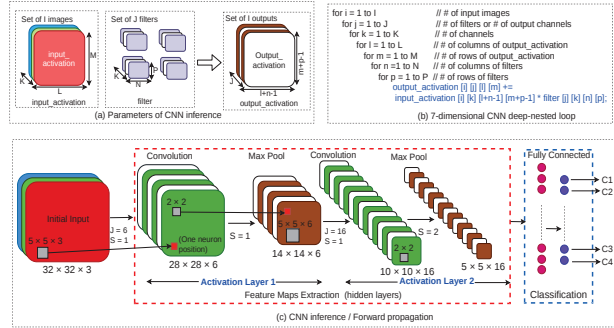 Set of I images
input_
activation
M
K
L
input_activation
Set of J filters
K
P
N
filter
Set of I outputs
Output_
activation
m+p-1
J
l+n-1
output_activation
(a) Parameters of CNN inference
for i = 1 to I // # of input images
for j = 1 to J // # of filters or # of output channels
for k = 1 to K // # of channels
for l = 1 to L // # of columns of output_activation
for m = 1 to M // # of rows of output_activation
for n =1 to N // # of columns of filters
for p = 1 to P // # of rows of filters
output_activation [i] [j] [l] [m] +=
input_activation [i] [k] [l+n-1] [m+p-1] * filter [j] [k] [n] [p];
(b) 7-dimensional CNN deep-nested loop
Convolution
Max Pool
Convolution
Max Pool
Fully Connected
Initial Input
5 × 5 × 3
32 × 32 × 3
J = 6
S = 1
2 × 2
(One neuron
position)
28 × 28 × 6
S = 1
5 × 5 × 6
14 × 14 × 6
J = 16
S = 1
2 × 2
10 × 10 × 16
S = 2
5 × 5 × 16
C1
C2
C3
C4
Classification
Activation Layer 1
Activation Layer 2
Feature Maps Extraction (hidden layers)
(c) CNN inference / Forward propagation